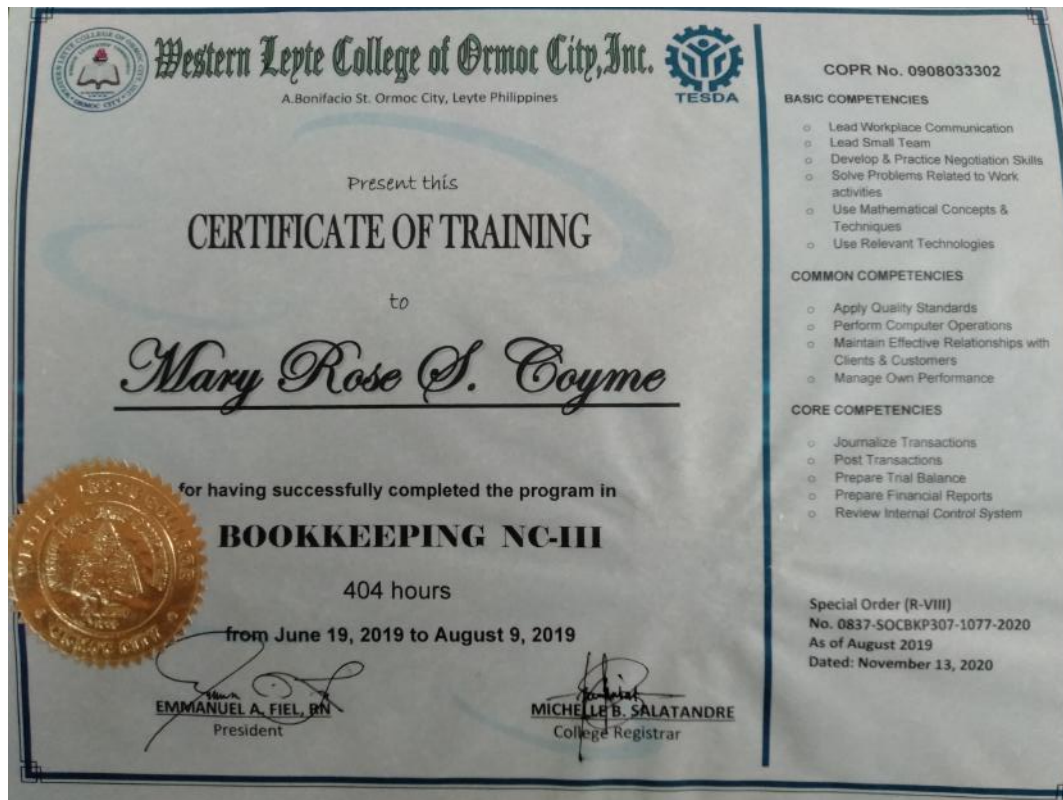 Western Leyte College of Ormoc City, Inc.
A.Bonifacio St. Ormoc City, Leyte Philippines
TESDA
Present this
CERTIFICATE OF TRAINING
to
Mary Rose S. Coyme
for having successfully completed the program in
BOOKKEEPING NC-III
404 hours
from June 19, 2019 to August 9, 2019
EMMANUEL A. FIEL, RN
President
MICHELLE B. SALATANDRE
College Registrar
COPR No. 0908033302
BASIC COMPETENCIES
o Lead Workplace Communication
o Lead Small Team
o Develop & Practice Negotiation Skills
o Solve Problems Related to Work
activities
o Use Mathematical Concepts &
Techniques
o Use Relevant Technologies
COMMON COMPETENCIES
o Apply Quality Standards
o Perform Computer Operations
o Maintain Effective Relationships with
Clients & Customers
o Manage Own Performance
CORE COMPETENCIES
o Journalize Transactions
o Post Transactions
o Prepare Trial Balance
o Prepare Financial Reports
o Review Internal Control System
Special Order (R-VIII)
No. 0837-SOCBKP307-1077-2020
As of August 2019
Dated: November 13, 2020